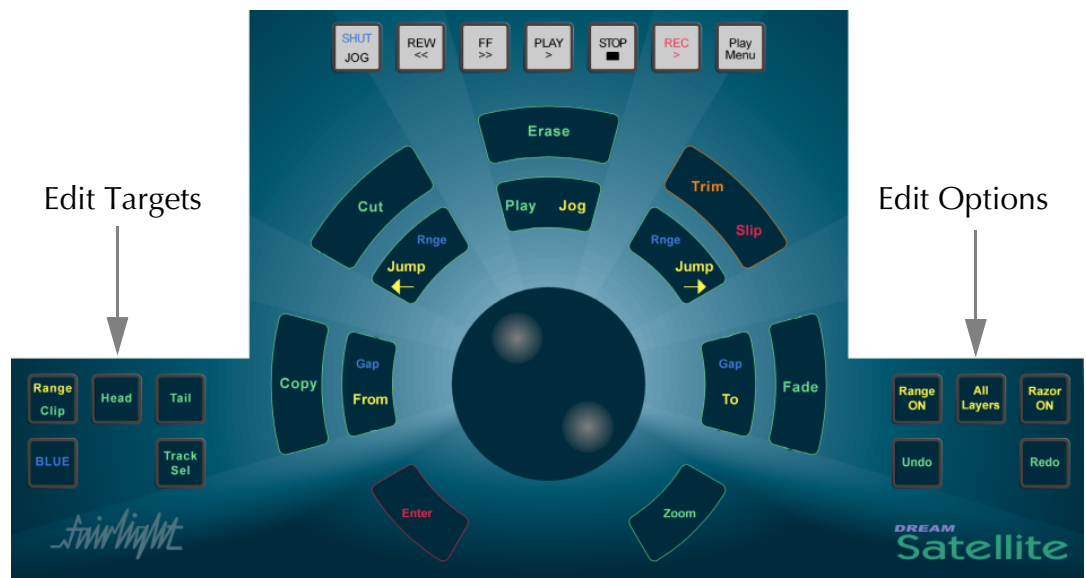 SHUT
JOG
REW
<<
FF
>>
PLAY
>
STOP
REC
>
Play
Menu
Erase
Play Jog
Cut
Rnge
Jump
Trim
Slip
Rnge
Jump
Edit Targets
Edit Options
Copy
Gap
From
Gap
To
Fade
Range
Clip
Head
Tail
BLUE
Track
Sel
Range
ON
All
Layers
Razor
ON
Undo
Redo
Enter
Zoom
fairlight
DREAM
Satellite